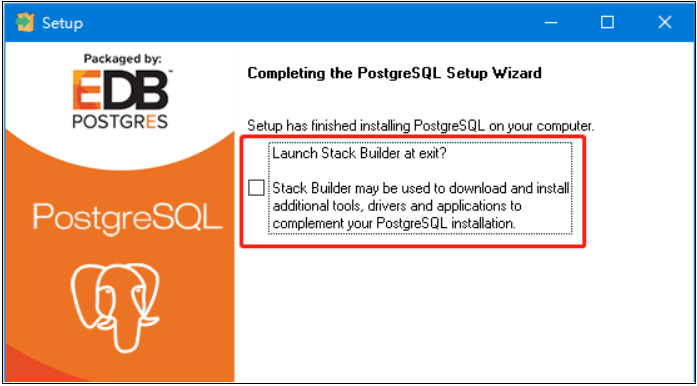 Setup
Packaged by:
EDB
POSTGRES
PostgreSQL
Completing the PostgreSQL Setup Wizard
Setup has finished installing PostgreSQL on your computer.
Launch Stack Builder at exit?
Stack Builder may be used to download and install
additional tools, drivers and applications to
complement your PostgreSQL installation.